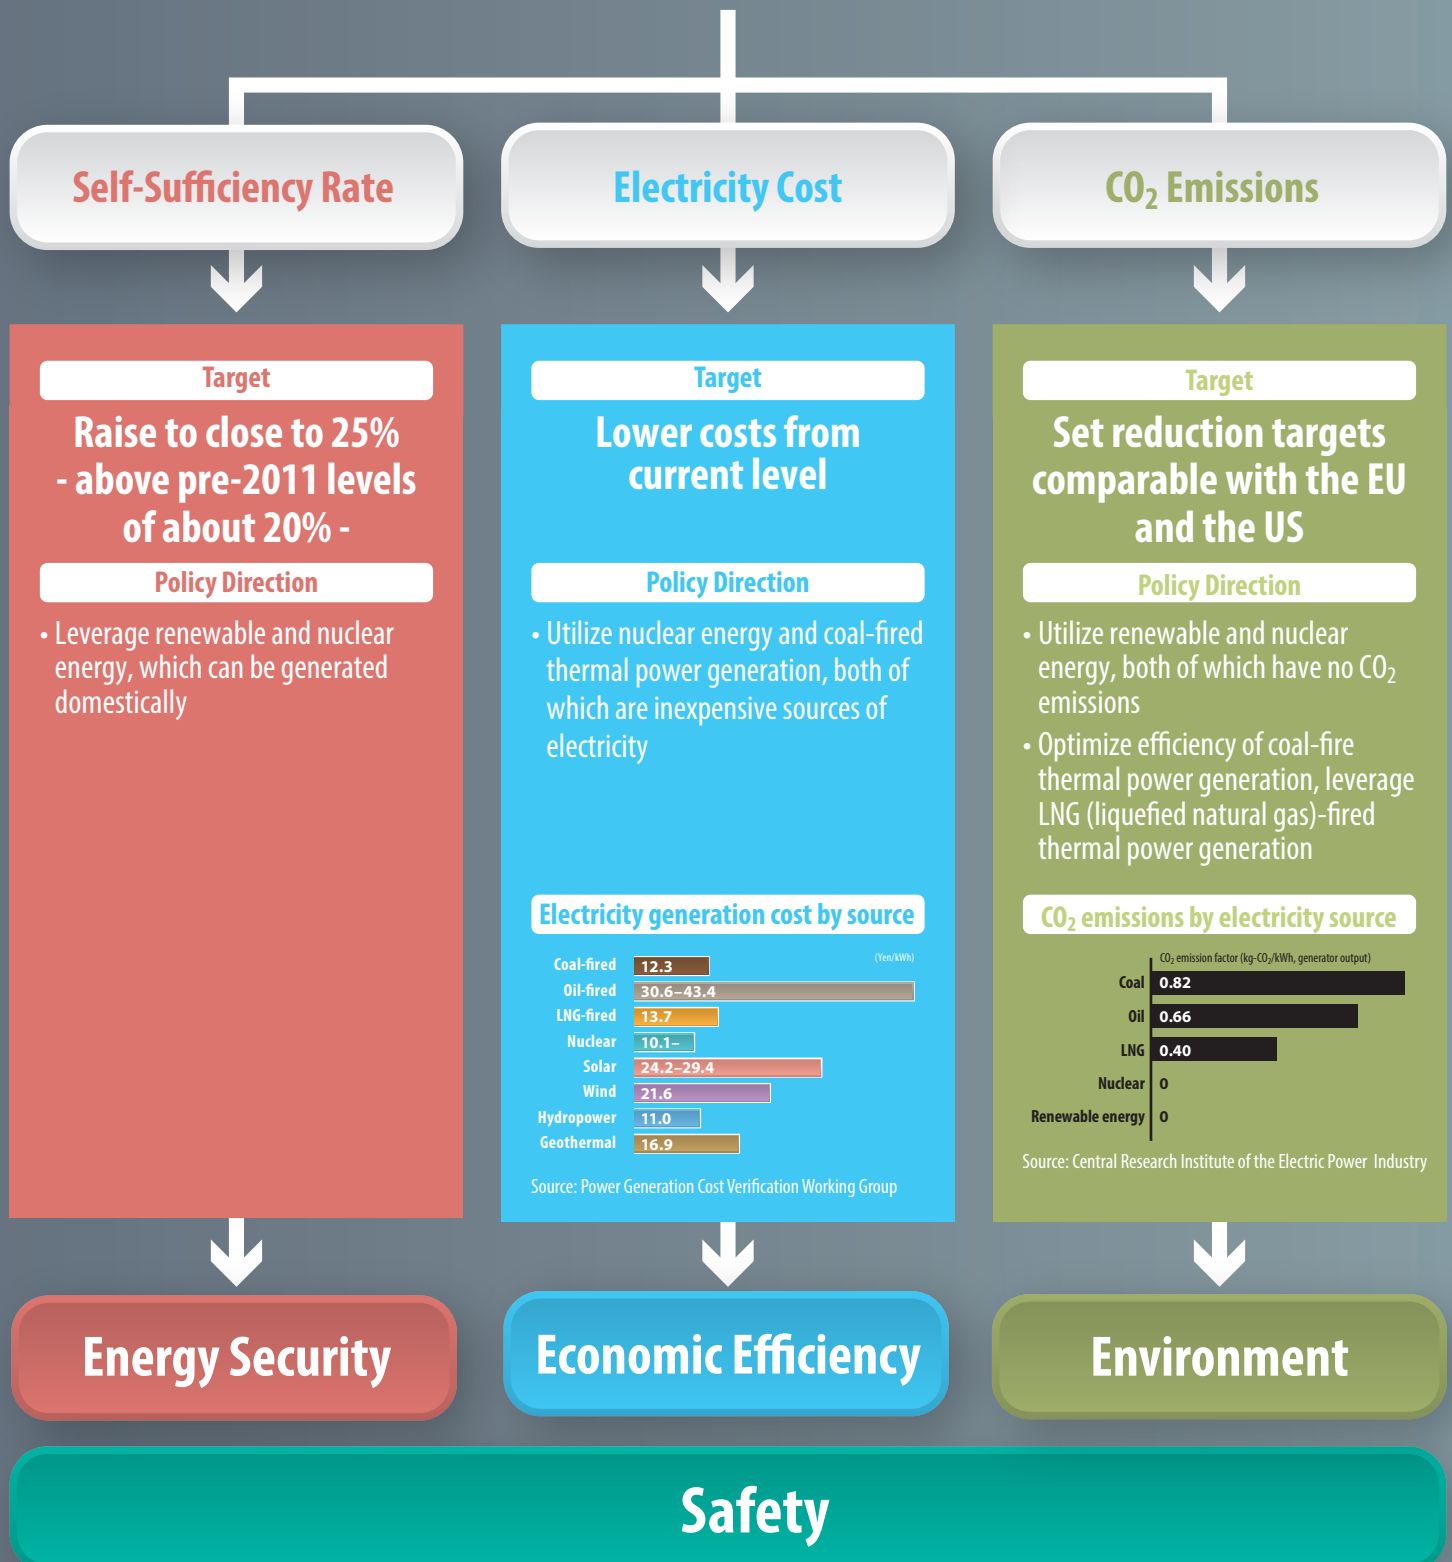 Self-Sufficiency Rate
Electricity Cost
CO₂ Emissions
Target
Raise to close to 25%
- above pre-2011 levels
of about 20% -
Policy Direction
• Leverage renewable and nuclear
energy, which can be generated
domestically
Target
Lower costs from
current level
Policy Direction
• Utilize nuclear energy and coal-fired
thermal power generation, both of
which are inexpensive sources of
electricity
Electricity generation cost by source
(Yen/kWh)
Coal-fired 12.3
Oil-fired 30.6–43.4
LNG-fired 13.7
Nuclear 10.1–
Solar 24.2–29.4
Wind 21.6
Hydropower 11.0
Geothermal 16.9
Source: Power Generation Cost Verification Working Group
Target
Set reduction targets
comparable with the EU
and the US
Policy Direction
• Utilize renewable and nuclear
energy, both of which have no CO₂
emissions
• Optimize efficiency of coal-fire
thermal power generation, leverage
LNG (liquefied natural gas)-fired
thermal power generation
CO₂ emissions by electricity source
CO₂ emission factor (kg-CO₂/kWh, generator output)
Coal 0.82
Oil 0.66
LNG 0.40
Nuclear 0
Renewable energy 0
Source: Central Research Institute of the Electric Power Industry
Energy Security
Economic Efficiency
Environment
Safety